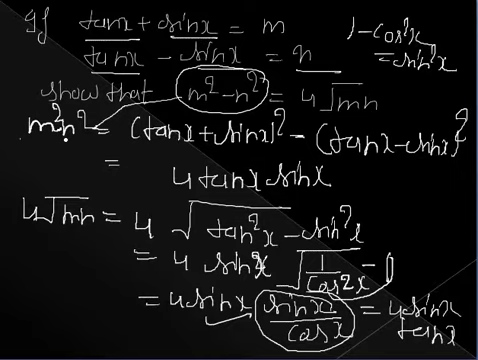 If tanx + sinx = m
tanx - sinx = n
show that m² - n² = 4√mn
1 - cos²x
= sin²x
m² n² = (tanx + sinx)² - (tanx - sinx)²
= 4 tanx sinx
4√mn = 4 √tan²x - sin²x
= 4 sin x √1/cos²x - 1
= 4 sinx sinx/cosx = 4 sinx tanx